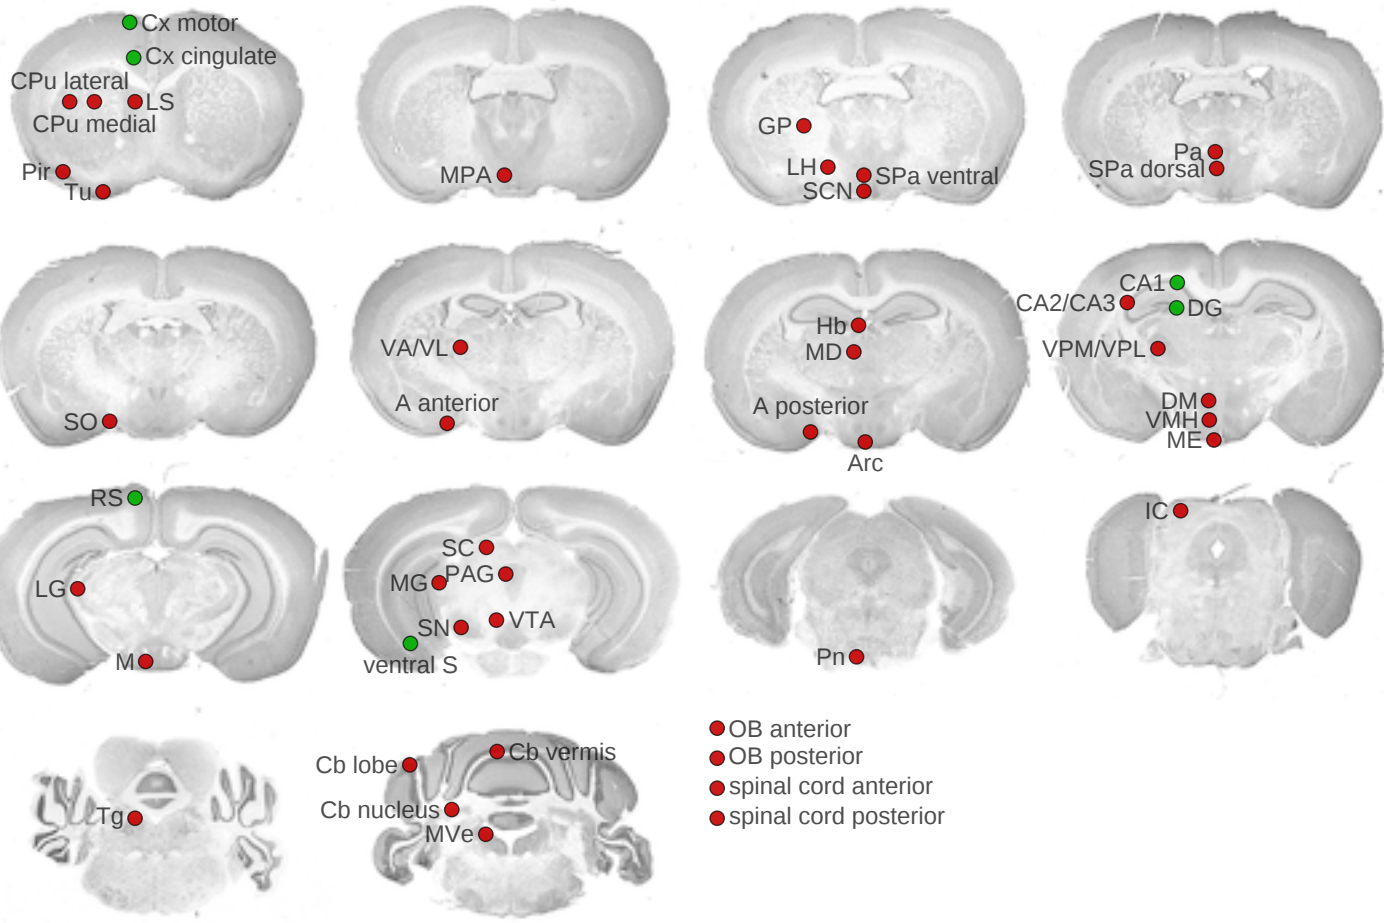 Cx motor
Cx cingulate
CPu lateral
LS
CPu medial
Pir
Tu
MPA
GP
LH
SPa ventral
SCN
Pa
SPa dorsal
SO
VA/VL
A anterior
Hb
MD
A posterior
Arc
CA1
CA2/CA3
DG
VPM/VPL
DM
VMH
ME
RS
LG
M
SC
MG
PAG
SN
VTA
ventral S
Pn
IC
Tg
Cb lobe
Cb vermis
Cb nucleus
MVe
OB anterior
OB posterior
spinal cord anterior
spinal cord posterior